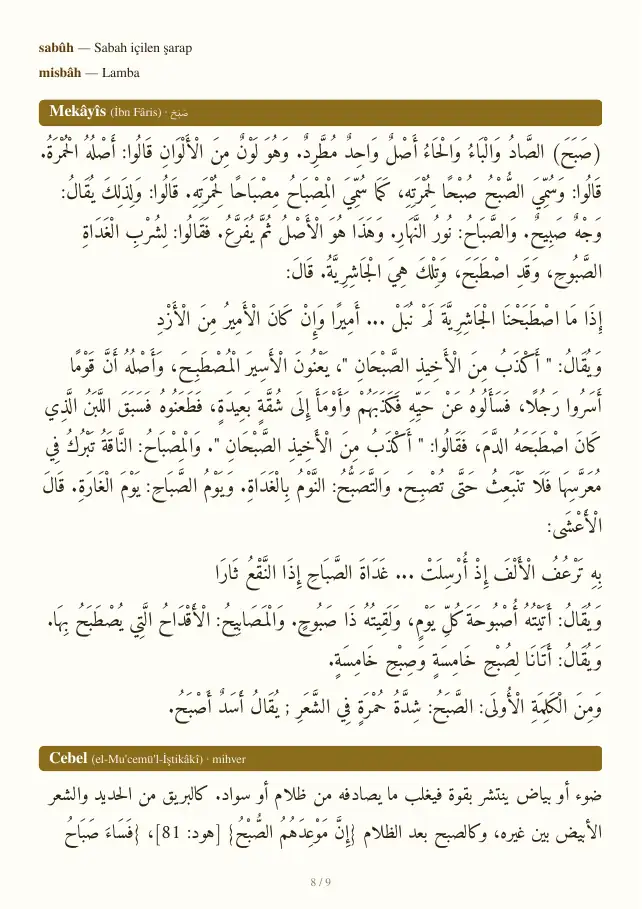 sabûh — Sabah içilen şarap
misbâh — Lamba
Mekâyîs (İbn Fâris) · صَبَحَ
(صَبَحَ) الصَّادُ وَالْبَاءُ وَالْحَاءُ أَصْلٌ وَاحِدٌ مُطَّرِدٌ. وَهُوَ لَوْنٌ مِنَ الْأَلْوَانِ قَالُوا: أَصْلُهُ الْحُمْرَةُ.
قَالُوا: وَسُمِّيَ الصُّبْحُ صُبْحًا لِحُمْرَتِهِ، كَمَا سُمِّيَ الْمِصْبَاحُ مِصْبَاحًا لِحُمْرَتِهِ. قَالُوا: وَلِذَلِكَ يُقَالُ:
وَجْهٌ صَبِيحٌ. وَالصَّبَاحُ: نُورُ النَّهَارِ. وَهَذَا هُوَ الْأَصْلُ ثُمَّ يُفَرَّعُ. فَقَالُوا: لِشُرْبِ الْغَدَاةِ
الصَّبُوحِ، وَقَدِ اصْطَبَحَ، وَتِلْكَ هِيَ الْجَاشِرِيَّةُ. قَالَ:
إِذَا مَا اصْطَبَحْنَا الْجَاشِرِيَّةَ لَمْ نُبَلْ ... أَمِيرًا وَإِنْ كَانَ الْأَمِيرُ مِنَ الْأَزْدِ
وَيُقَالُ: " أَكْذَبُ مِنَ الْأَخِيذِ الصَّبْحَانِ "، يَعْنُونَ الْأَسِيرَ الْمُصْطَبِحَ، وَأَصْلُهُ أَنَّ قَوْمًا
أَسَرُوا رَجُلًا، فَسَأَلُوهُ عَنْ حَيِّهِ فَكَذَبَهُمْ وَأَوْمَأَ إِلَى شُقَّةٍ بَعِيدَةٍ، فَطَعَنُوهُ فَسَبَقَ اللَّبَنُ الَّذِي
كَانَ اصْطَبَحَهُ الدَّمَ، فَقَالُوا: " أَكْذَبُ مِنَ الْأَخِيذِ الصَّبْحَانِ ". وَالْمِصْبَاحُ: النَّاقَةُ تَبْرُكُ فِي
مُعَرَّسِهَا فَلَا تَنْبَعِثُ حَتَّى تُصْبِحَ. وَالتَّصَبُّحُ: النَّوْمُ بِالْغَدَاةِ. وَيَوْمُ الصَّبَاحِ: يَوْمُ الْغَارَةِ. قَالَ
الْأَعْشَى:
بِهِ تَرْعُفُ الْأَلْفَ إِذْ أُرْسِلَتْ ... غَدَاةَ الصَّبَاحِ إِذَا النَّقْعُ ثَارَا
وَيُقَالُ: أَتَيْتُهُ أُصْبُوحَةَ كُلِّ يَوْمٍ، وَلَقِيتُهُ ذَا صَبُوحٍ. وَالْمَصَابِيحُ: الْأَقْدَاحُ الَّتِي يُصْطَبَحُ بِهَا.
وَيُقَالُ: أَتَانَا لِصُبْحِ خَامِسَةٍ وَصِبْحِ خَامِسَةٍ.
وَمِنَ الْكَلِمَةِ الْأُولَى: الصَّبَحُ: شِدَّةُ حُمْرَةٍ فِي الشَّعَرِ ; يُقَالُ أَسَدٌ أَصْبَحُ.
Cebel (el-Mu'cemü'l-İştikâkî) · mihver
ضوء أو بياض ينتشر بقوة فيغلب ما يصادفه من ظلام أو سواد. كالبريق من الحديد والشعر
الأبيض بين غيره، وكالصبح بعد الظلام {إِنَّ مَوْعِدَهُمُ الصُّبْحُ} [هود: 81]، {فَسَاءَ صَبَاحُ
8 / 9